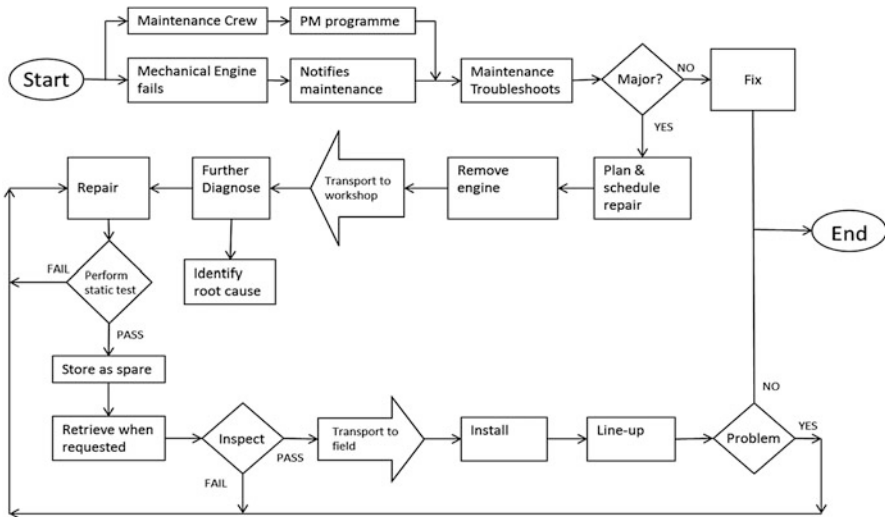 Maintenance Crew
PM programme
Start
Mechanical Engine
fails
Notifies
maintenance
Maintenance
Troubleshoots
Major?
NO
Fix
YES
Plan &
schedule
repair
Remove
engine
Transport to
workshop
Further
Diagnose
Repair
Identify
root cause
End
FAIL
Perform
static test
PASS
Store as spare
Retrieve when
requested
Inspect
PASS
FAIL
Transport to
field
Install
Line-up
Problem
NO
YES